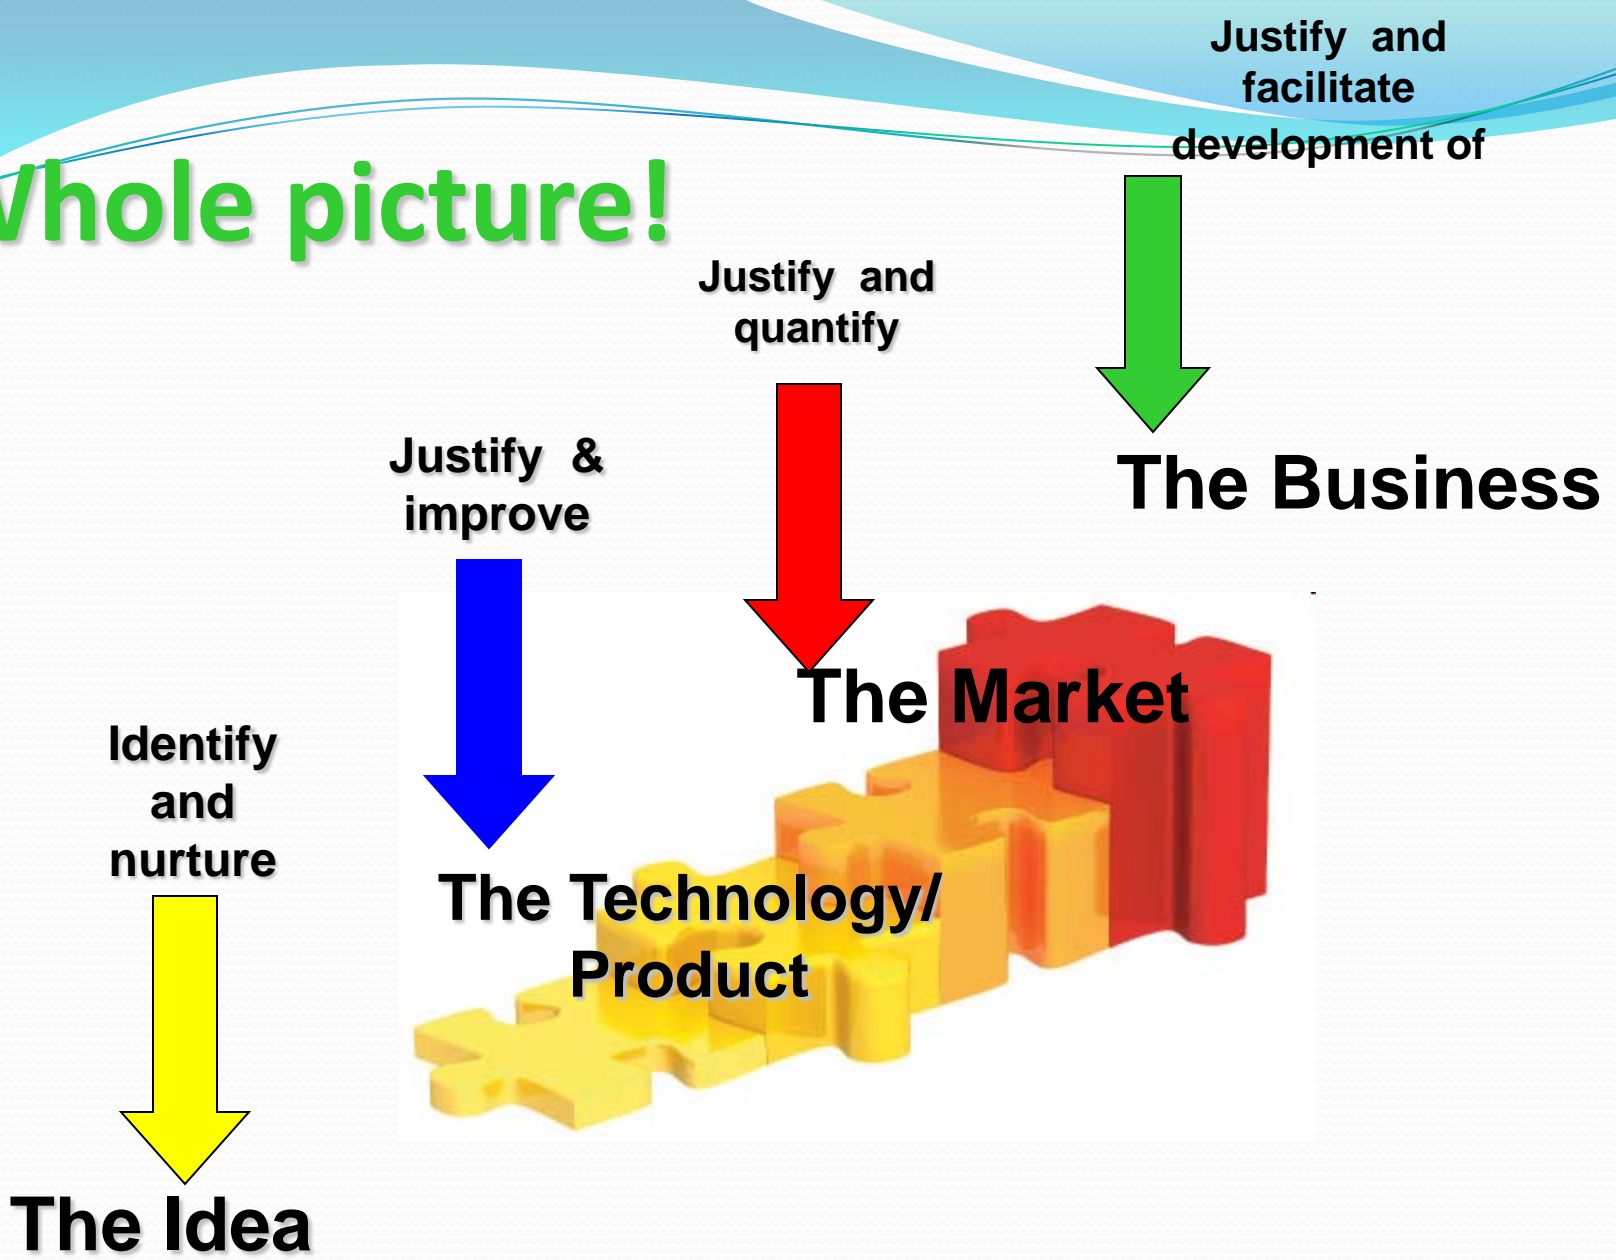 Whole picture!
Justify and
facilitate
development of
The Business
Justify and
quantify
The Market
Justify &
improve
The Technology/
Product
Identify
and
nurture
The Idea